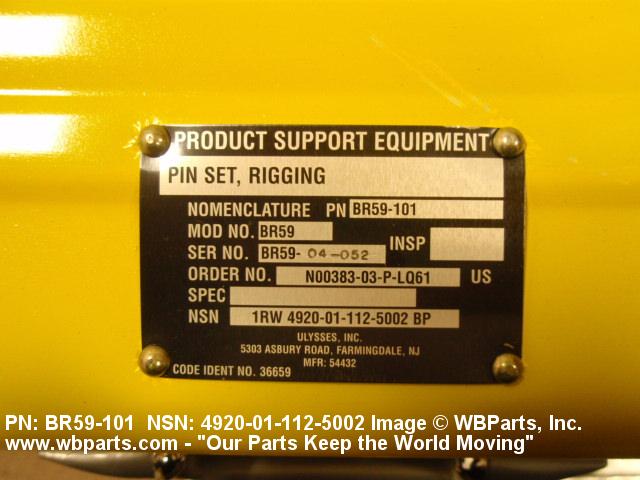 PRODUCT SUPPORT EQUIPMENT
PIN SET, RIGGING
NOMENCLATURE PN BR59-101
MOD NO. BR59
SER NO. BR59-04-052 INSP
ORDER NO. N00383-03-P-LQ61 US
SPEC
NSN 1RW 4920-01-112-5002 BP
ULYSSES, INC.
5303 ASBURY ROAD, FARMINGDALE, NJ
MFR: 54432
CODE IDENT NO. 36659
PN: BR59-101 NSN: 4920-01-112-5002 Image © WBParts, Inc.
www.wbparts.com - "Our Parts Keep the World Moving"